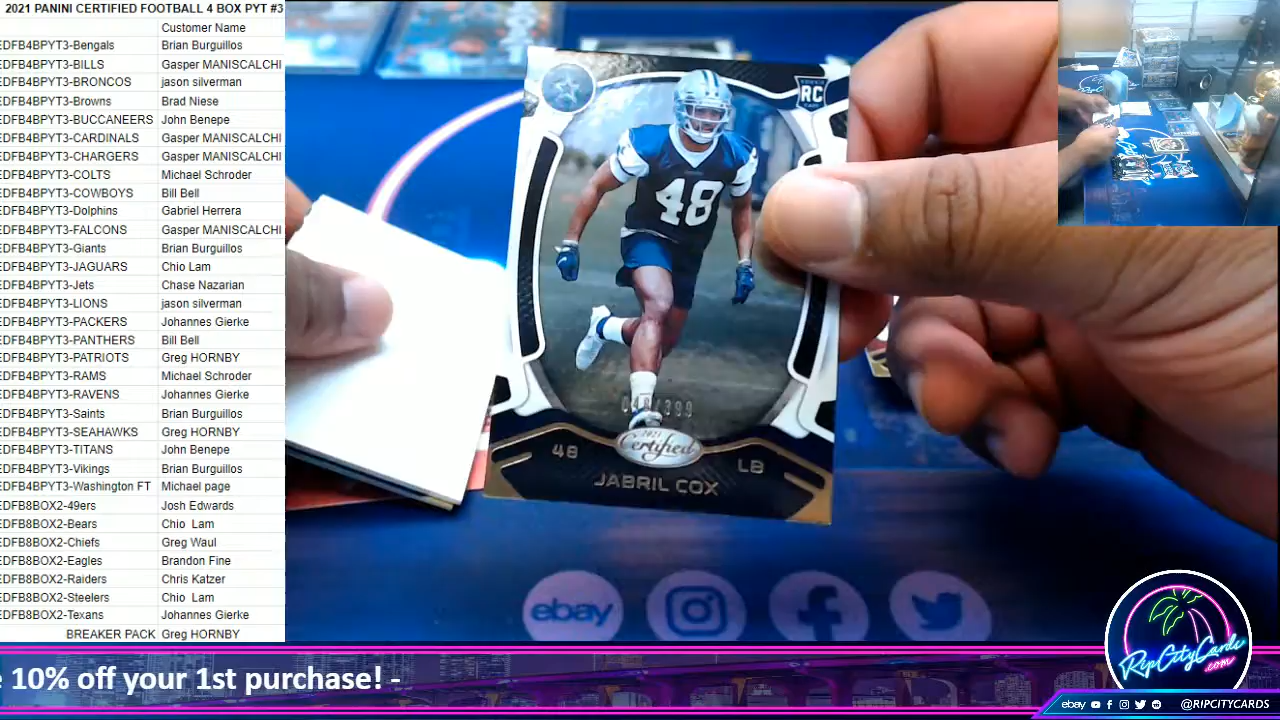 2021 PANINI CERTIFIED FOOTBALL 4 BOX PYT #3
Customer Name
EDFB4BPYT3-Bengals Brian Burguillos
EDFB4BPYT3-BILLS Gasper MANISCALCHI
EDFB4BPYT3-BRONCOS jason silverman
EDFB4BPYT3-Browns Brad Niese
EDFB4BPYT3-BUCCANEERS John Benepe
EDFB4BPYT3-CARDINALS Gasper MANISCALCHI
EDFB4BPYT3-CHARGERS Gasper MANISCALCHI
EDFB4BPYT3-COLTS Michael Schroder
EDFB4BPYT3-COWBOYS Bill Bell
EDFB4BPYT3-Dolphins Gabriel Herrera
EDFB4BPYT3-FALCONS Gasper MANISCALCHI
EDFB4BPYT3-Giants Brian Burguillos
EDFB4BPYT3-JAGUARS Chio Lam
EDFB4BPYT3-Jets Chase Nazarian
EDFB4BPYT3-LIONS jason silverman
EDFB4BPYT3-PACKERS Johannes Gierke
EDFB4BPYT3-PANTHERS Bill Bell
EDFB4BPYT3-PATRIOTS Greg HORNBY
EDFB4BPYT3-RAMS Michael Schroder
EDFB4BPYT3-RAVENS Johannes Gierke
EDFB4BPYT3-Saints Brian Burguillos
EDFB4BPYT3-SEAHAWKS Greg HORNBY
EDFB4BPYT3-TITANS John Benepe
EDFB4BPYT3-Vikings Brian Burguillos
EDFB4BPYT3-Washington FT Michael page
EDFB8BOX2-49ers Josh Edwards
EDFB8BOX2-Bears Chio Lam
EDFB8BOX2-Chiefs Greg Waul
EDFB8BOX2-Eagles Brandon Fine
EDFB8BOX2-Raiders Chris Katzer
EDFB8BOX2-Steelers Chio Lam
EDFB8BOX2-Texans Johannes Gierke
BREAKER PACK Greg HORNBY
RC
48
/399
2021
Certified
48 LB
JABRIL COX
ebay
RipCityCards
.com
e 10% off your 1st purchase! -
ebay @RIPCITYCARDS